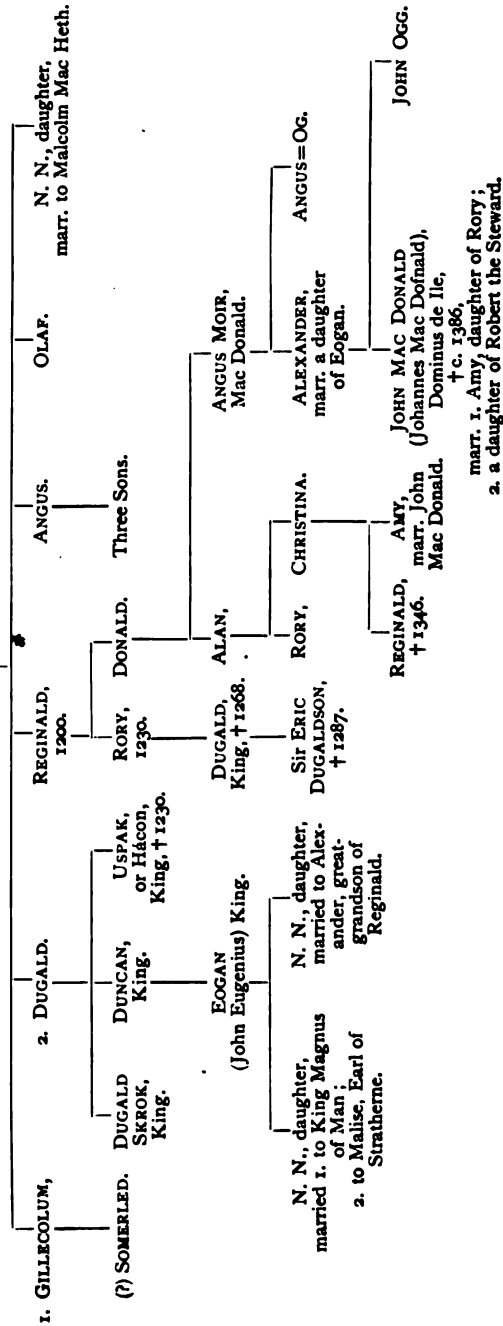 1. GILLECOLUM,
2. DUGALD.
REGINALD,
1200.
ANGUS.
OLAF.
N. N., daughter,
marr. to Malcolm Mac Heth.
(?) SOMERLED.
DUGALD
SKROK,
King.
DUNCAN,
King.
USPAK,
or Hácon,
King, † 1230.
RORY,
1230.
DONALD.
Three Sons.
EOGAN
(John Eugenius) King.
DUGALD,
King, † 1268.
ALAN,
ANGUS MOIR,
Mac Donald.
N. N., daughter,
married 1. to King Magnus
of Man;
2. to Malise, Earl of
Stratherne.
N. N., daughter,
married to Alex-
ander, great-
grandson of
Reginald.
Sir ERIC
DUGALDSON,
† 1287.
RORY,
CHRISTINA.
ALEXANDER,
marr. a daughter
of Eogan.
ANGUS=OG.
REGINALD,
† 1346.
AMY,
marr. John
Mac Donald.
JOHN MAC DONALD
(Johannes Mac Dofnald),
Dominus de Ile,
† c. 1386,
marr. 1. Amy, daughter of Rory;
2. a daughter of Robert the Steward.
JOHN OGG.